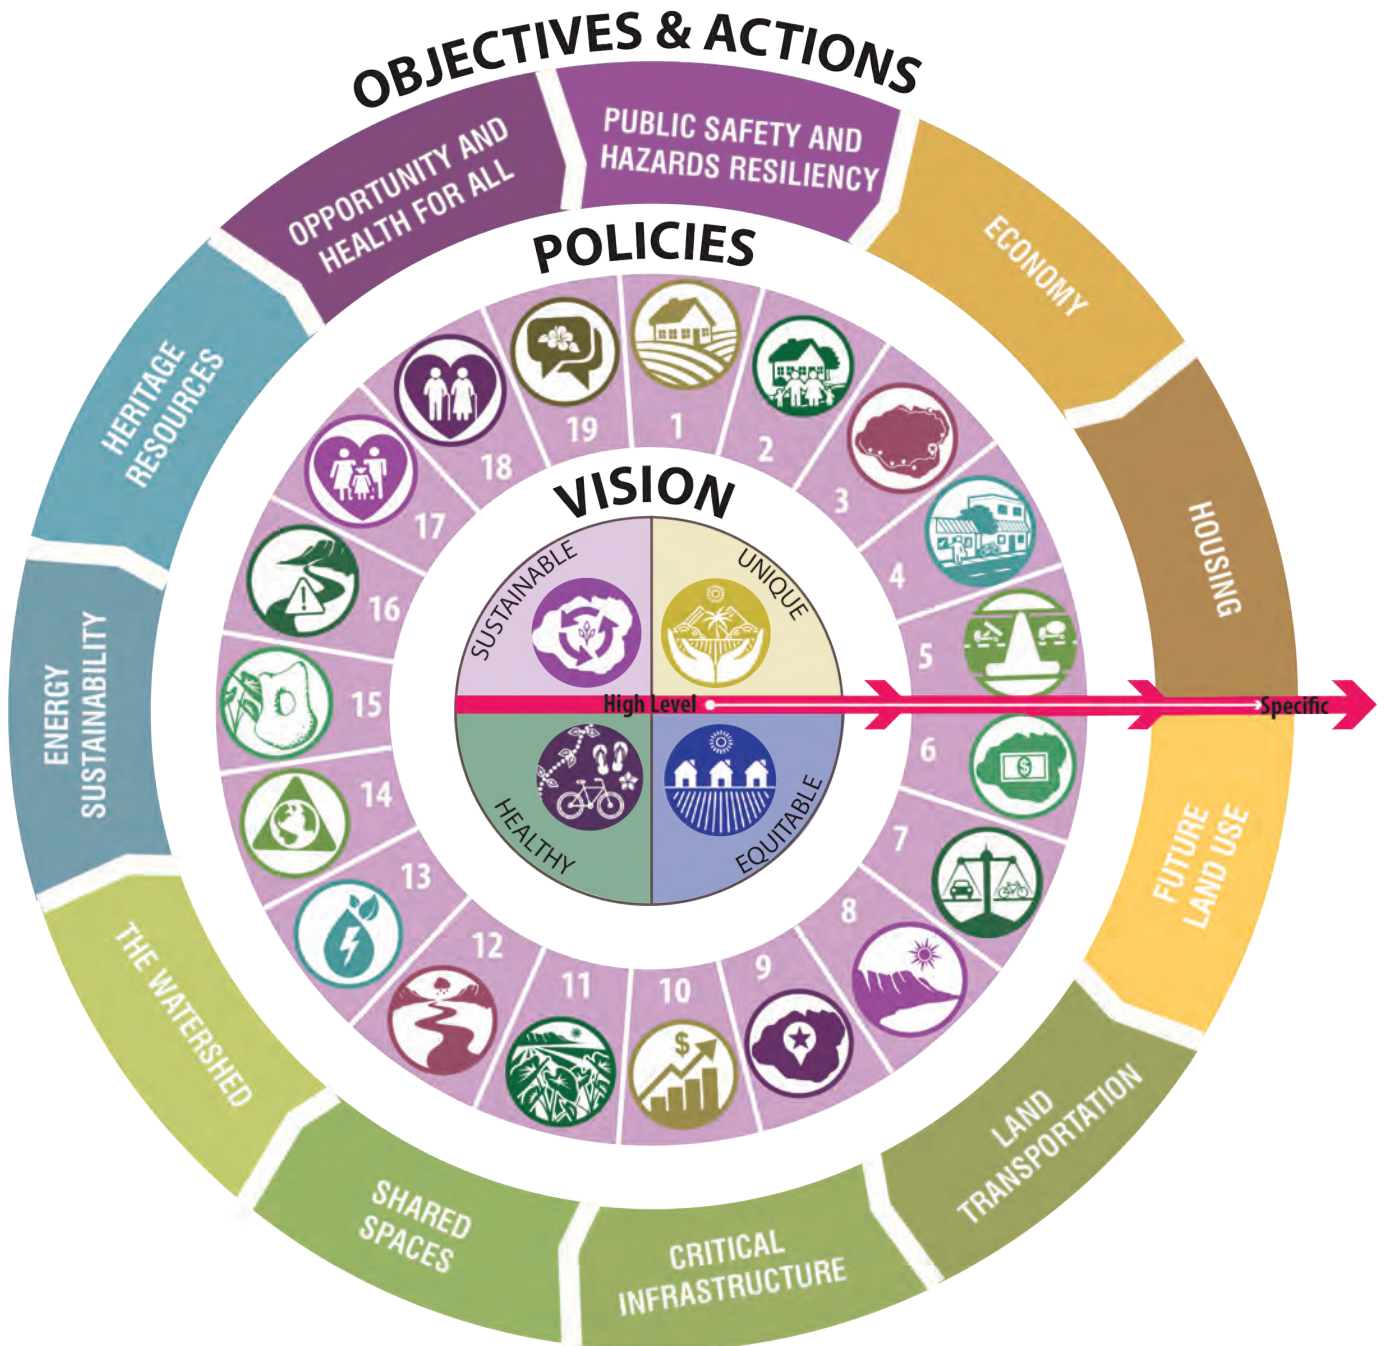 OBJECTIVES & ACTIONS
PUBLIC SAFETY AND
HAZARDS RESILIENCY
ECONOMY
HOUSING
FUTURE
LAND USE
LAND
TRANSPORTATION
CRITICAL
INFRASTRUCTURE
SHARED
SPACES
THE WATERSHED
ENERGY
SUSTAINABILITY
HERITAGE
RESOURCES
OPPORTUNITY AND
HEALTH FOR ALL
POLICIES
1
2
3
4
5
6
$
7
8
9
10
$
11
12
13
14
15
16
!
17
18
19
VISION
SUSTAINABLE
UNIQUE
High Level
Specific
HEALTHY
EQUITABLE